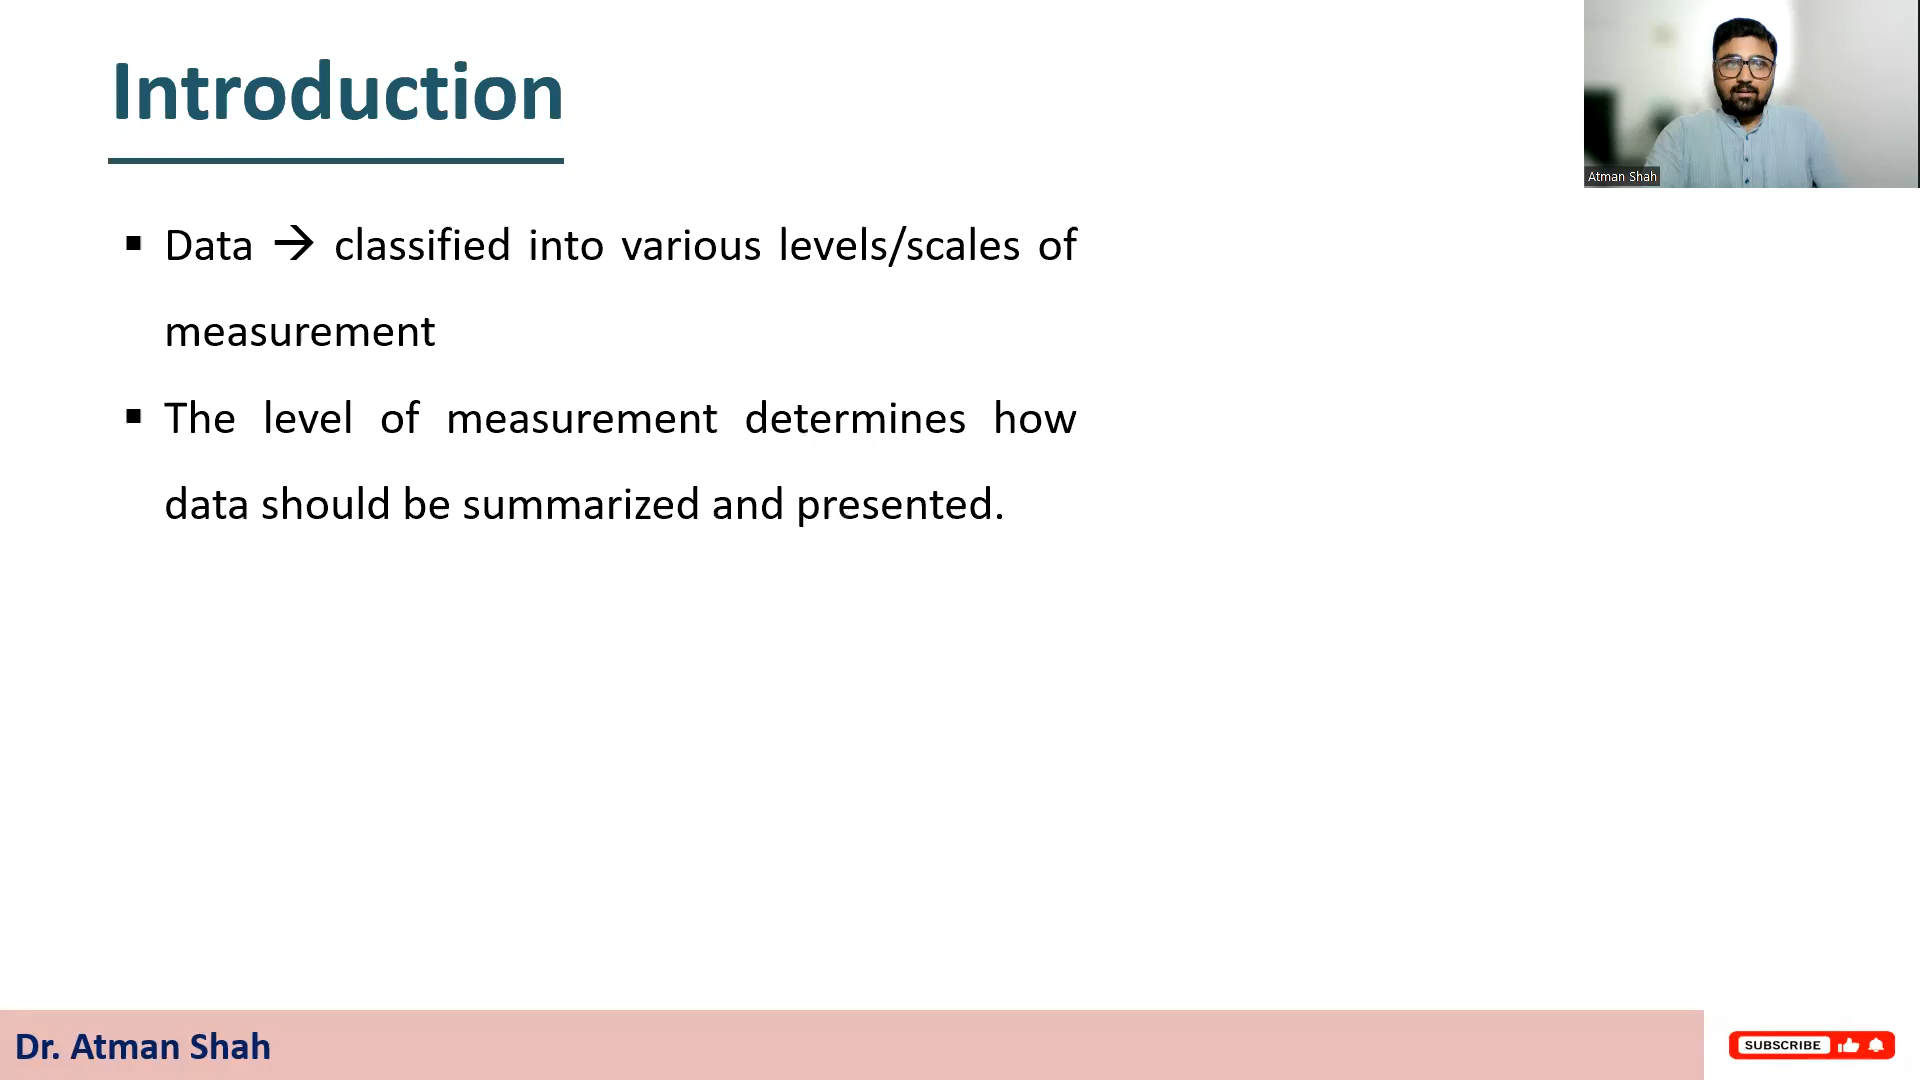 Introduction
Atman Shah
▪ Data → classified into various levels/scales of
measurement
▪ The level of measurement determines how
data should be summarized and presented.
Dr. Atman Shah
SUBSCRIBE